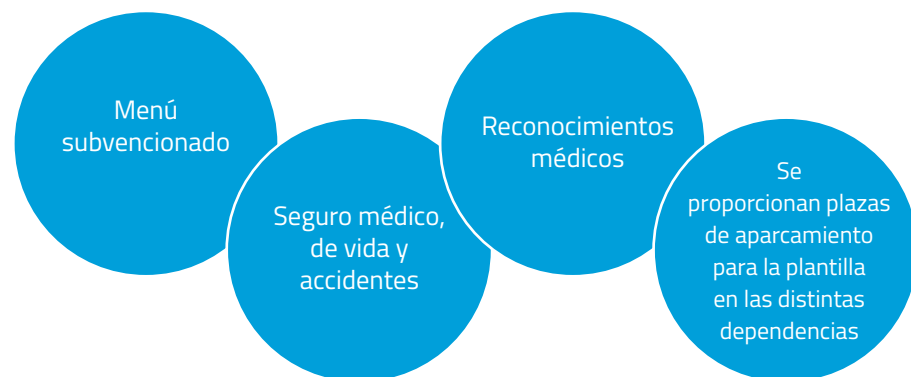 Menú
subvencionado
Seguro médico,
de vida y
accidentes
Reconocimientos
médicos
Se
proporcionan plazas
de aparcamiento
para la plantilla
en las distintas
dependencias